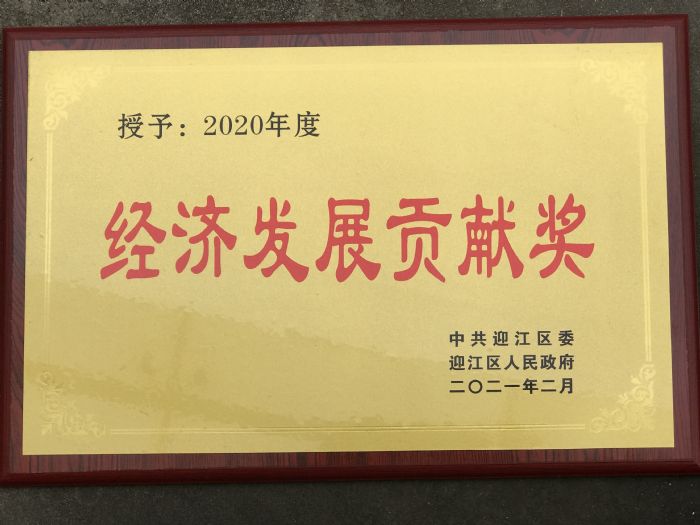 授予：2020年度
经济发展贡献奖
中共迎江区委
迎江区人民政府
二〇二一年二月